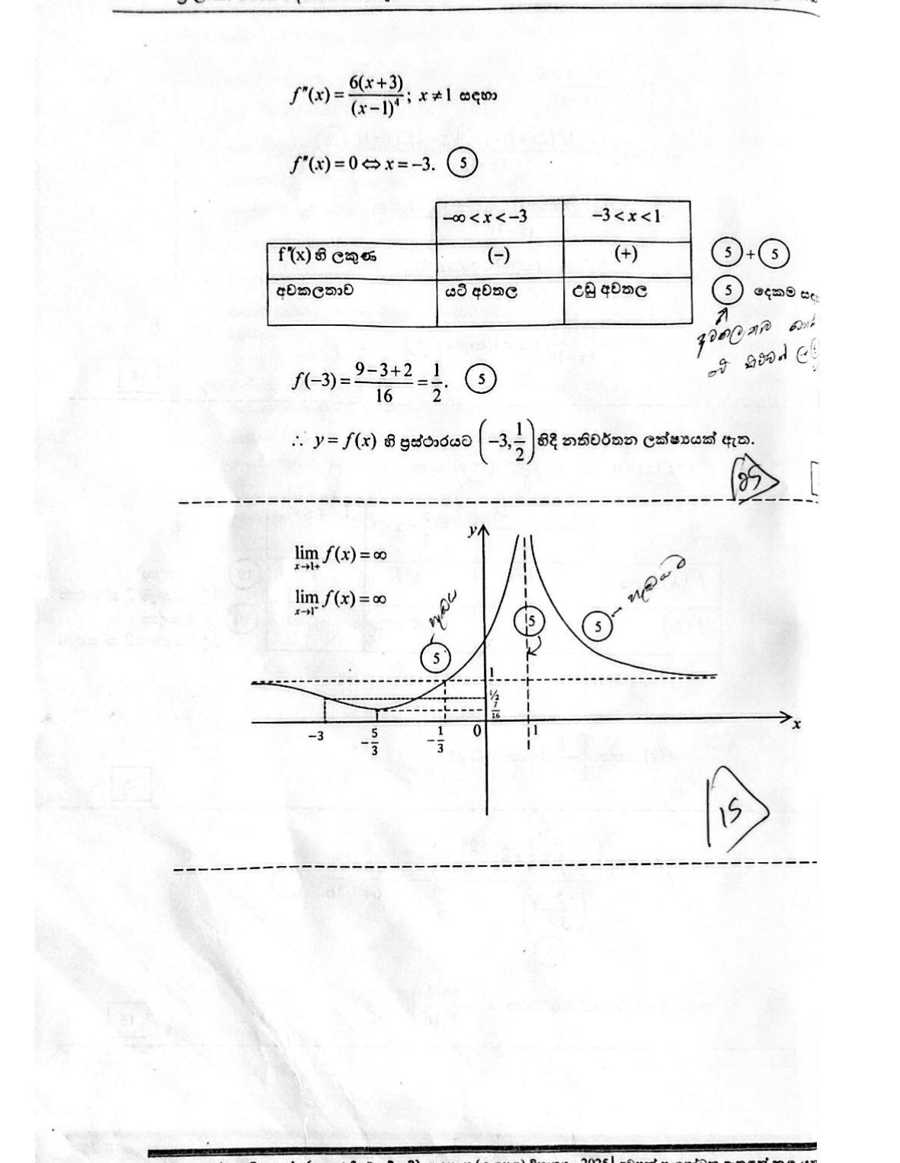 f''(x) = 6(x+3)/(x−1)⁴ ; x ≠ 1 සඳහා
f''(x) = 0 ⇔ x = −3. 5
−∞ < x < −3 −3 < x < 1
f''(x) හි ලකුණ (−) (+) 5 + 5
අවකලතාව යටි අවතල උඩු අවතල 5 දෙකම
f(−3) = (9−3+2)/16 = 1/2. 5
∴ y = f(x) හි ප්‍රස්ථාරයට (−3, 1/2) හිදී නතිවර්තන ලක්ෂ්‍යයක් ඇත.
25
y
lim x→1+ f(x) = ∞
lim x→1− f(x) = ∞
5 5 5
1
1/2
7/16
−3 −5/3 −1/3 0 1 x
15